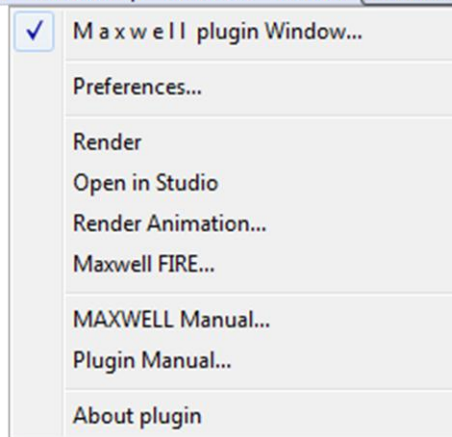 M a x w e l l plugin Window...
Preferences...
Render
Open in Studio
Render Animation...
Maxwell FIRE...
MAXWELL Manual...
Plugin Manual...
About plugin